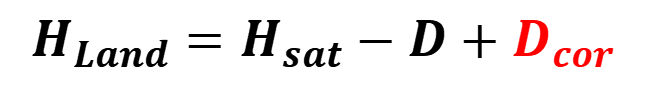 H_Land = H_sat − D + D_cor